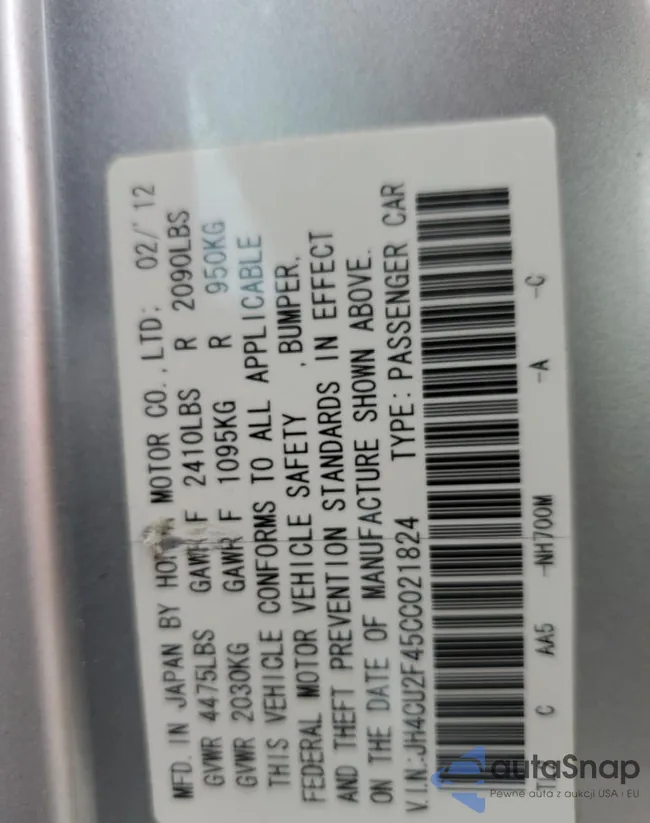 MFD. IN JAPAN BY MOTOR CO., LTD: 02/ 12
GVWR 4475LBS GAWR F 2410LBS R 2090LBS
GVWR 2030KG GAWR F 1095KG R 950KG
THIS VEHICLE CONFORMS TO ALL APPLICABLE
FEDERAL MOTOR VEHICLE SAFETY , BUMPER,
AND THEFT PREVENTION STANDARDS IN EFFECT
ON THE DATE OF MANUFACTURE SHOWN ABOVE.
V.I.N.:JH4CU2F45CC021824 TYPE: PASSENGER CAR
C AA5 -NH700M -A -C
autaSnap
Pewne auta z aukcji USA i EU